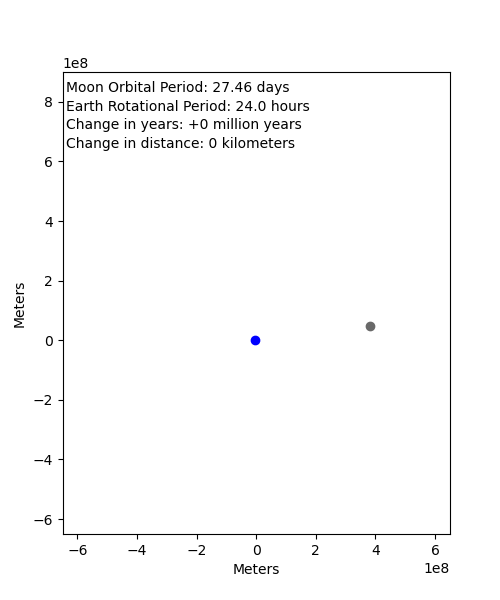 1e8
Moon Orbital Period: 27.46 days
Earth Rotational Period: 24.0 hours
Change in years: +0 million years
Change in distance: 0 kilometers
8
6
4
2
0
−2
−4
−6
Meters
−6 −4 −2 0 2 4 6
1e8
Meters